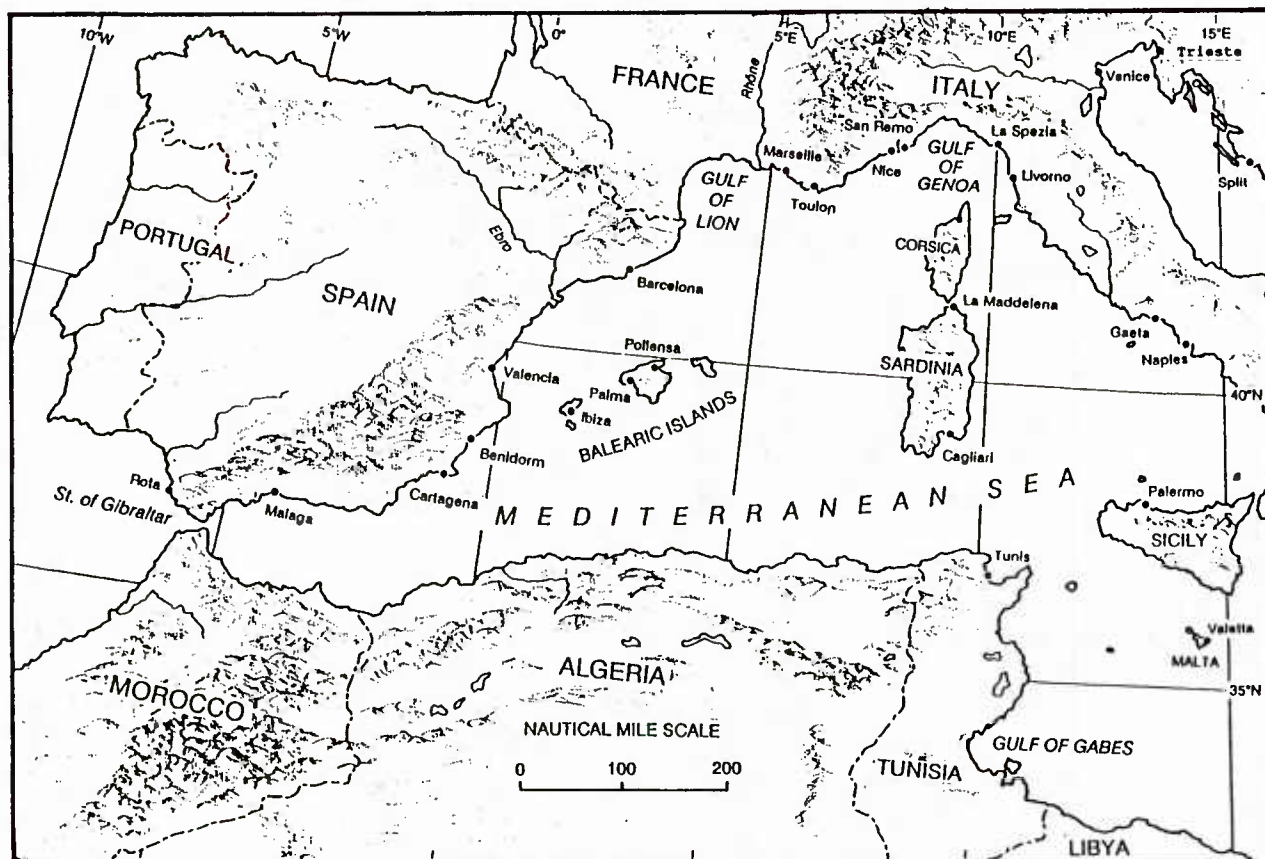 10°W
5°W
0°
5°E
10°E
15°E
Trieste
Venice
FRANCE
Rhône
ITALY
San Remo
La Spezia
Marseille
Nice
GULF
OF
GENOA
Livorno
Split
GULF
OF
LION
Toulon
PORTUGAL
Ebro
CORSICA
Barcelona
SPAIN
La Maddelena
Gaeta
Naples
Pollensa
SARDINIA
Valencia
Palma
40°N
Ibiza
BALEARIC ISLANDS
Benidorm
Cagliari
Rota
Cartagena
St. of Gibraltar
Malaga
MEDITERRANEAN SEA
Palermo
SICILY
Tunis
Valetta
MALTA
ALGERIA
MOROCCO
35°N
NAUTICAL MILE SCALE
0 100 200
GULF OF GABES
TUNISIA
LIBYA